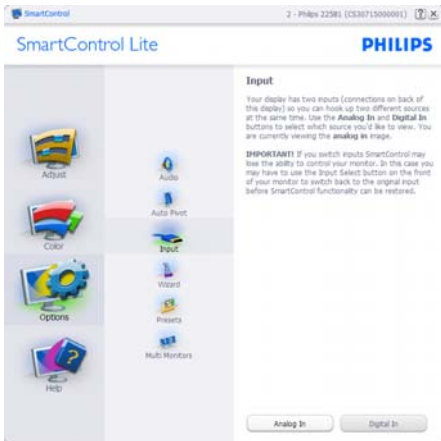 SmartControl
2 - Philips 225B1 (CS30715000001)
SmartControl Lite
PHILIPS
Adjust
Color
Options
Help
Audio
Auto Pivot
Input
Wizard
Presets
Multi Monitors
Input
Your display has two inputs (connections on back of
this display) so you can hook up two different sources
at the same time. Use the Analog In and Digital In
buttons to select which source you'd like to view. You
are currently viewing the analog in image.
IMPORTANT! If you switch inputs SmartControl may
lose the ability to control your monitor. In this case you
may have to use the Input Select button on the front
of your monitor to switch back to the original input
before SmartControl functionality can be restored.
Analog In
Digital In